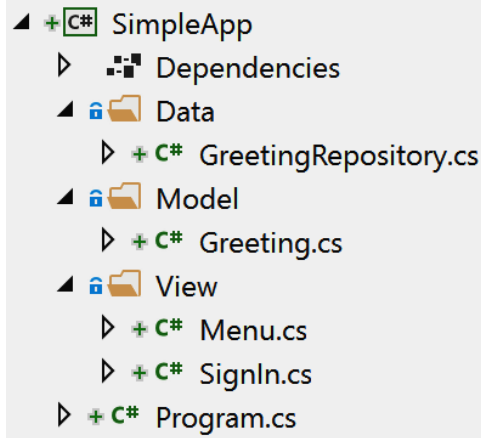 C# SimpleApp
Dependencies
Data
C# GreetingRepository.cs
Model
C# Greeting.cs
View
C# Menu.cs
C# SignIn.cs
C# Program.cs